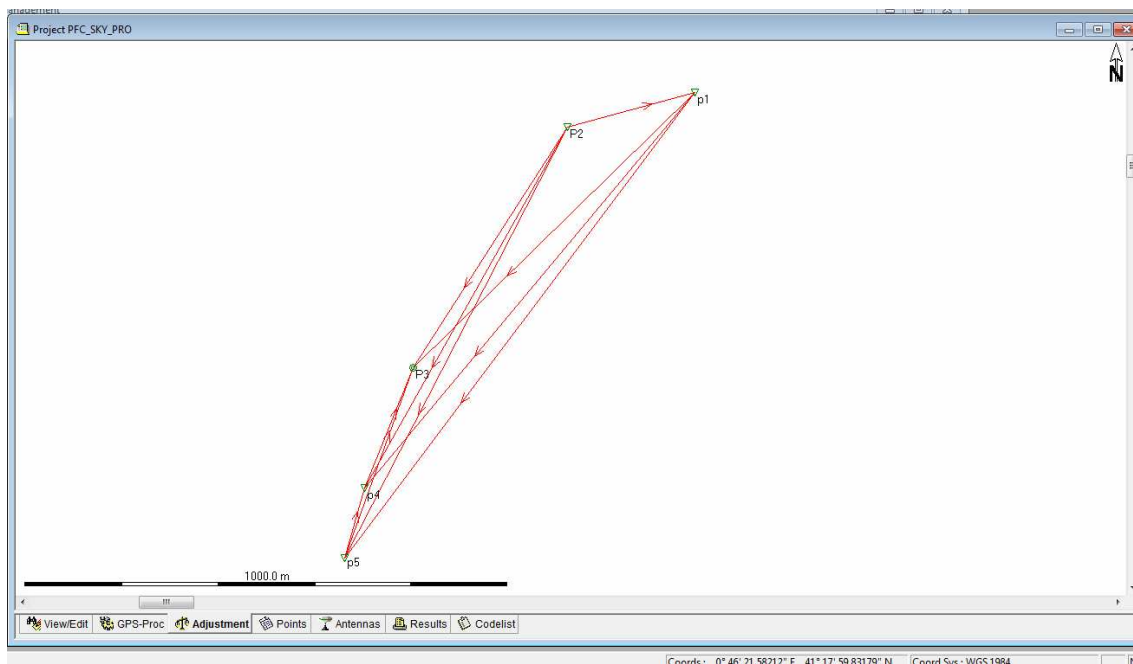 anagement
Project PFC_SKY_PRO
N
p1
P2
P3
p4
p5
1000.0 m
View/Edit GPS-Proc Adjustment Points Antennas Results Codelist
Coords : 0° 46' 21.58212" E 41° 17' 59.83179" N Coord Sys : WGS 1984